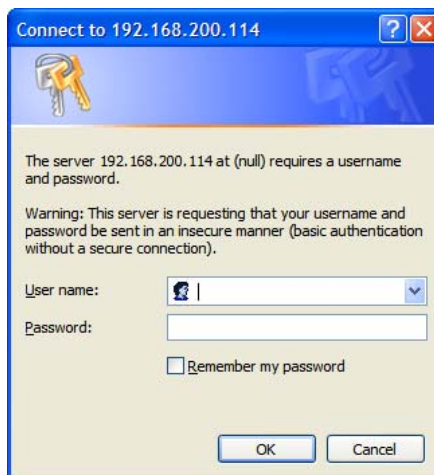 Connect to 192.168.200.114
The server 192.168.200.114 at (null) requires a username
and password.
Warning: This server is requesting that your username and
password be sent in an insecure manner (basic authentication
without a secure connection).
User name:
Password:
Remember my password
OK
Cancel